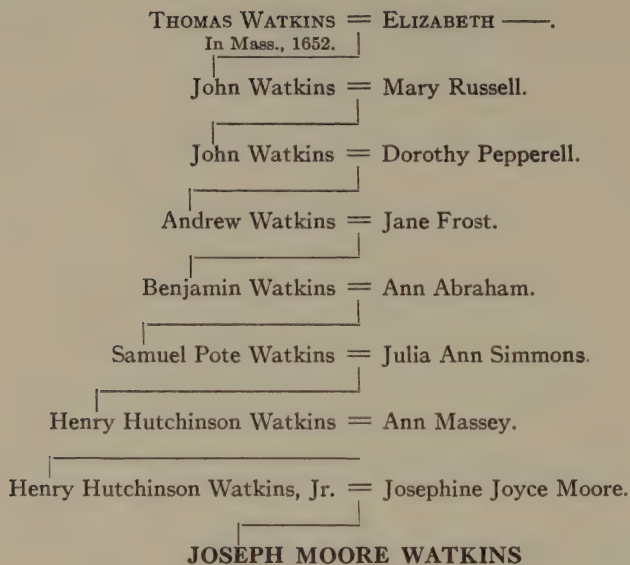 THOMAS WATKINS = ELIZABETH ——.
IN MASS., 1652.
John Watkins = Mary Russell.
John Watkins = Dorothy Pepperell.
Andrew Watkins = Jane Frost.
Benjamin Watkins = Ann Abraham.
Samuel Pote Watkins = Julia Ann Simmons.
Henry Hutchinson Watkins = Ann Massey.
Henry Hutchinson Watkins, Jr. = Josephine Joyce Moore.
JOSEPH MOORE WATKINS